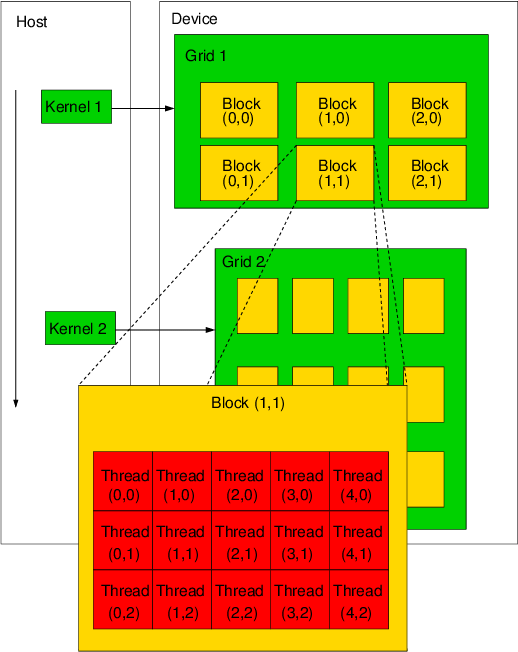 Host
Device
Grid 1
Kernel 1
Block
(0,0)
Block
(1,0)
Block
(2,0)
Block
(0,1)
Block
(1,1)
Block
(2,1)
Grid 2
Kernel 2
Block (1,1)
Thread
(0,0)
Thread
(1,0)
Thread
(2,0)
Thread
(3,0)
Thread
(4,0)
Thread
(0,1)
Thread
(1,1)
Thread
(2,1)
Thread
(3,1)
Thread
(4,1)
Thread
(0,2)
Thread
(1,2)
Thread
(2,2)
Thread
(3,2)
Thread
(4,2)